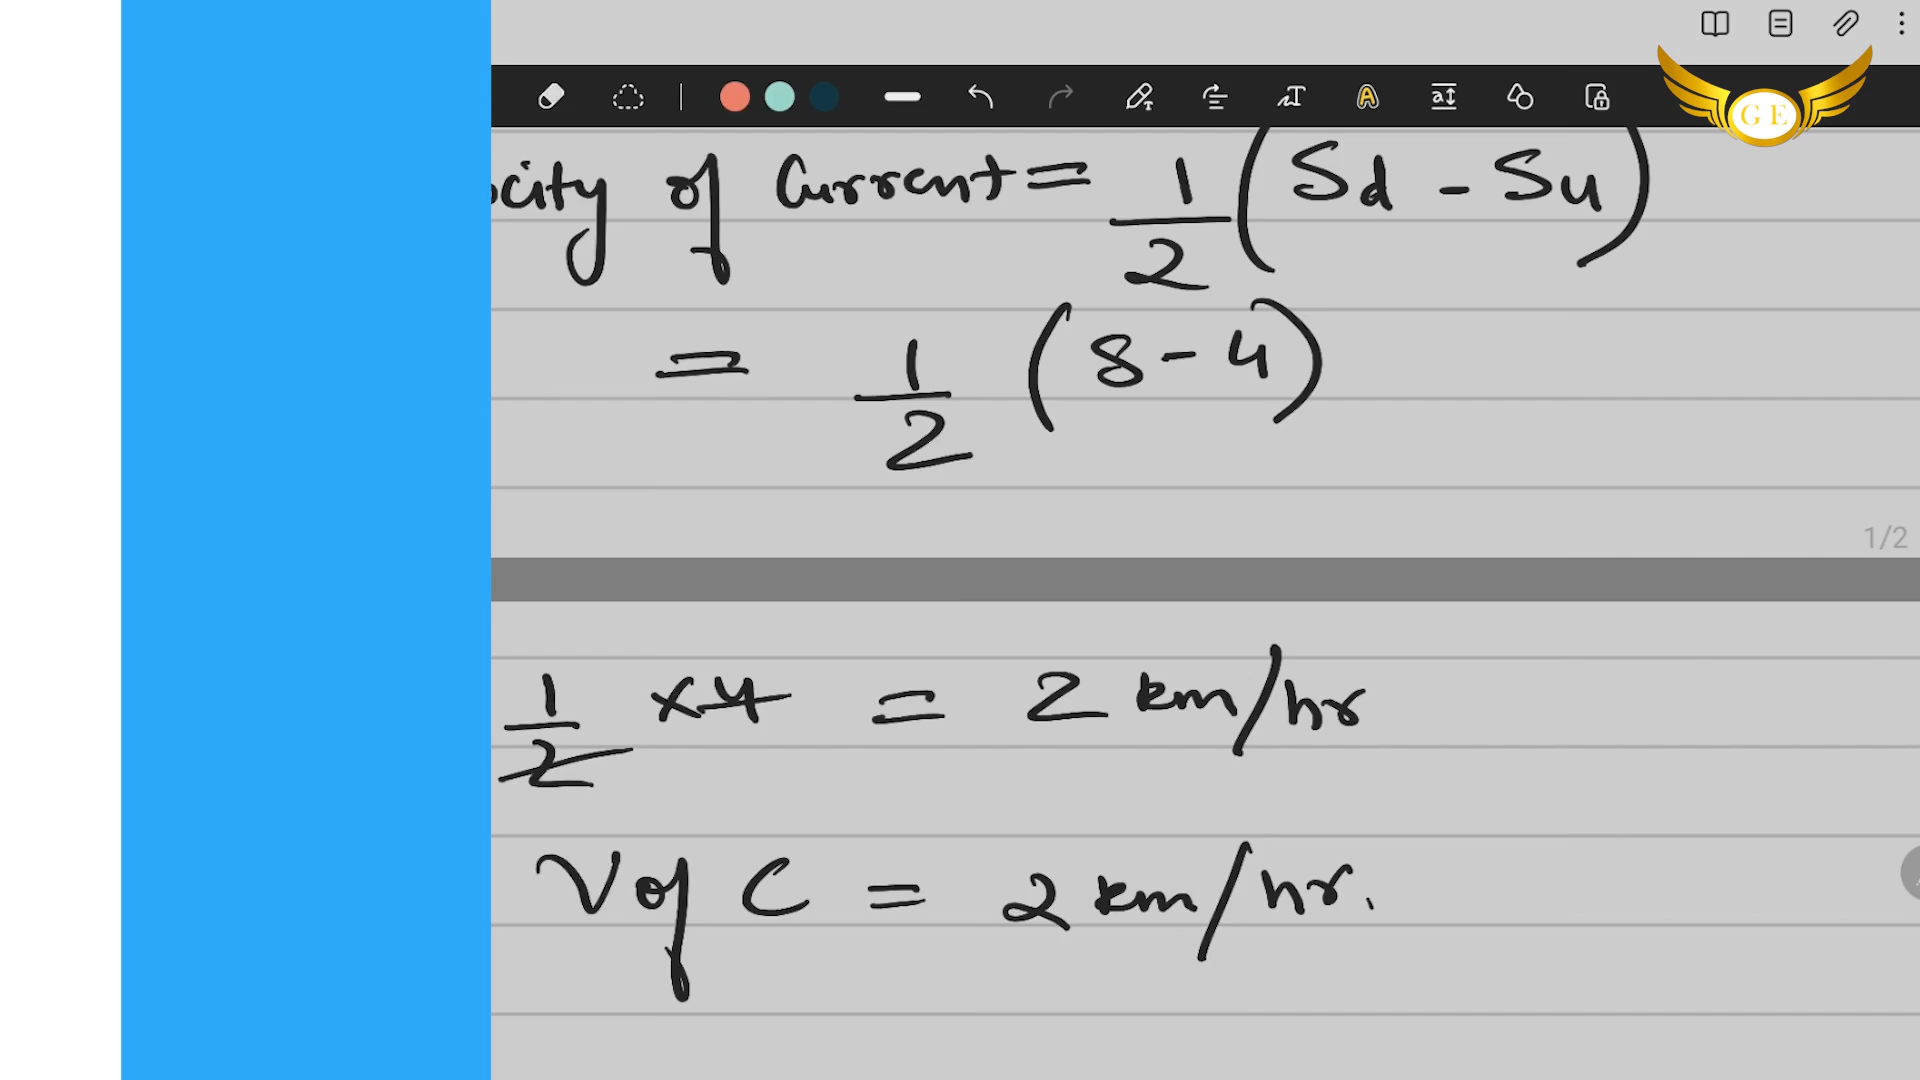 G E
ocity of Current = 1/2 (Sd - Su)
= 1/2 (8 - 4)
1/2
1/2 x 4 = 2 km/hr
V of C = 2 km/hr.